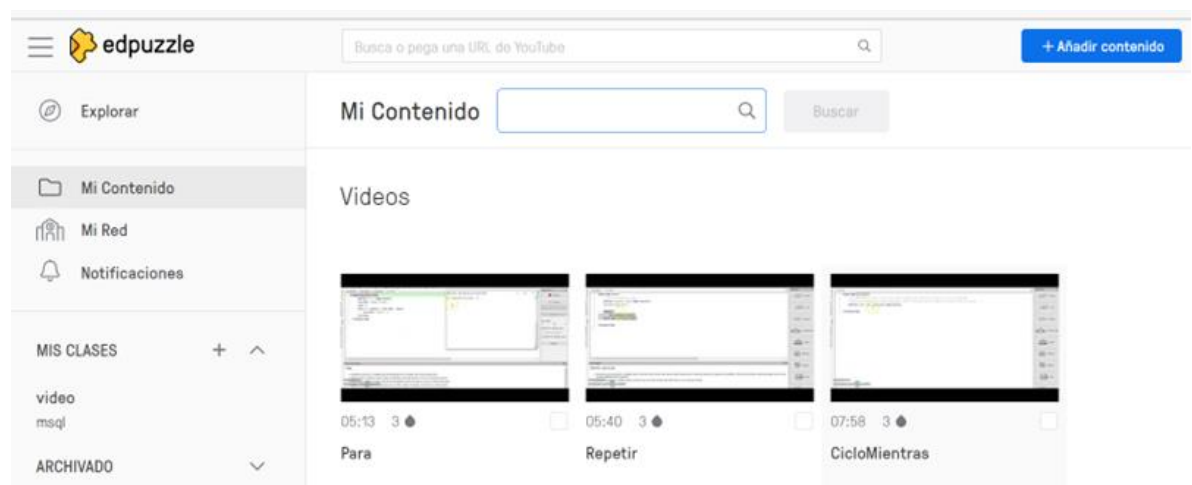 edpuzzle
Busca o pega una URL de YouTube
+ Añadir contenido
Explorar
Mi Contenido
Buscar
Mi Contenido
Mi Red
Notificaciones
Videos
MIS CLASES +
video
msql
ARCHIVADO
05:13 3
05:40 3
07:58 3
Para
Repetir
CicloMientras